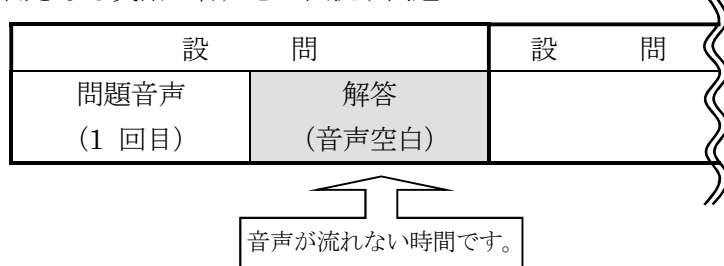 設 問 設 問
問題音声 解答
(1 回目) (音声空白)
音声が流れない時間です。